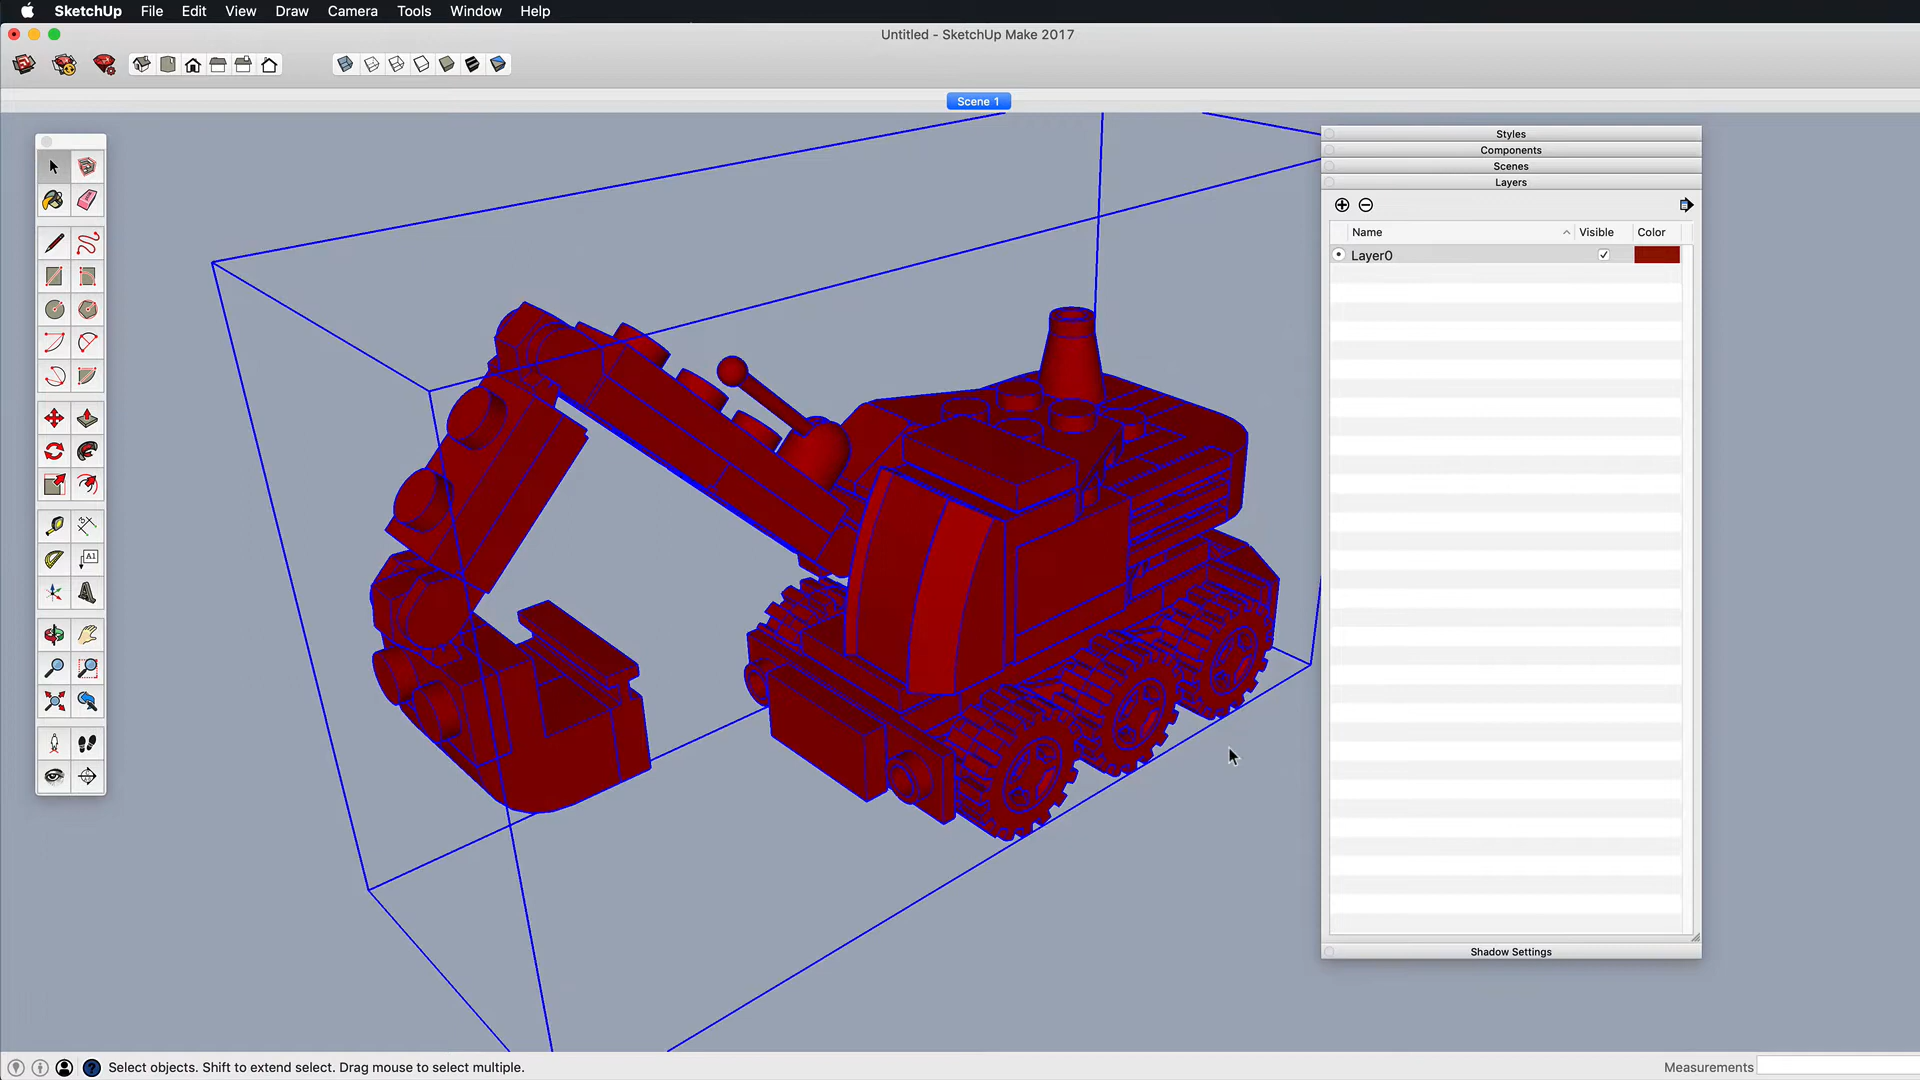 SketchUp File Edit View Draw Camera Tools Window Help
Untitled - SketchUp Make 2017
Scene 1
Styles
Components
Scenes
Layers
Name Visible Color
Layer0
A1
Shadow Settings
Select objects. Shift to extend select. Drag mouse to select multiple.
Measurements